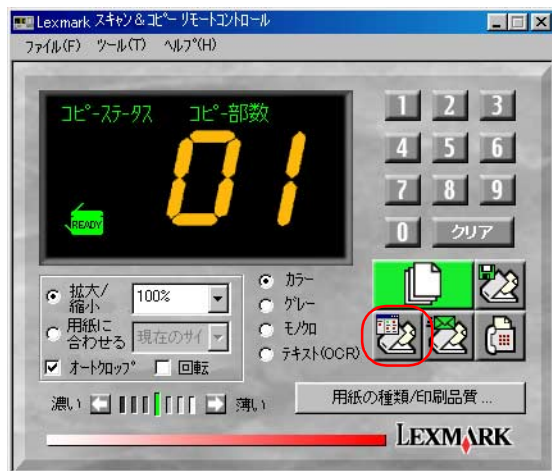 Lexmark スキャン&コピー リモートコントロール
ファイル(F) ツール(T) ヘルプ(H)
コピーステータス コピー部数
01
READY
1 2 3
4 5 6
7 8 9
0 クリア
拡大/縮小 100%
用紙に合わせる 現在のサイ
オートクロップ 回転
カラー
グレー
モノクロ
テキスト(OCR)
濃い 薄い
用紙の種類/印刷品質 ...
LEXMARK